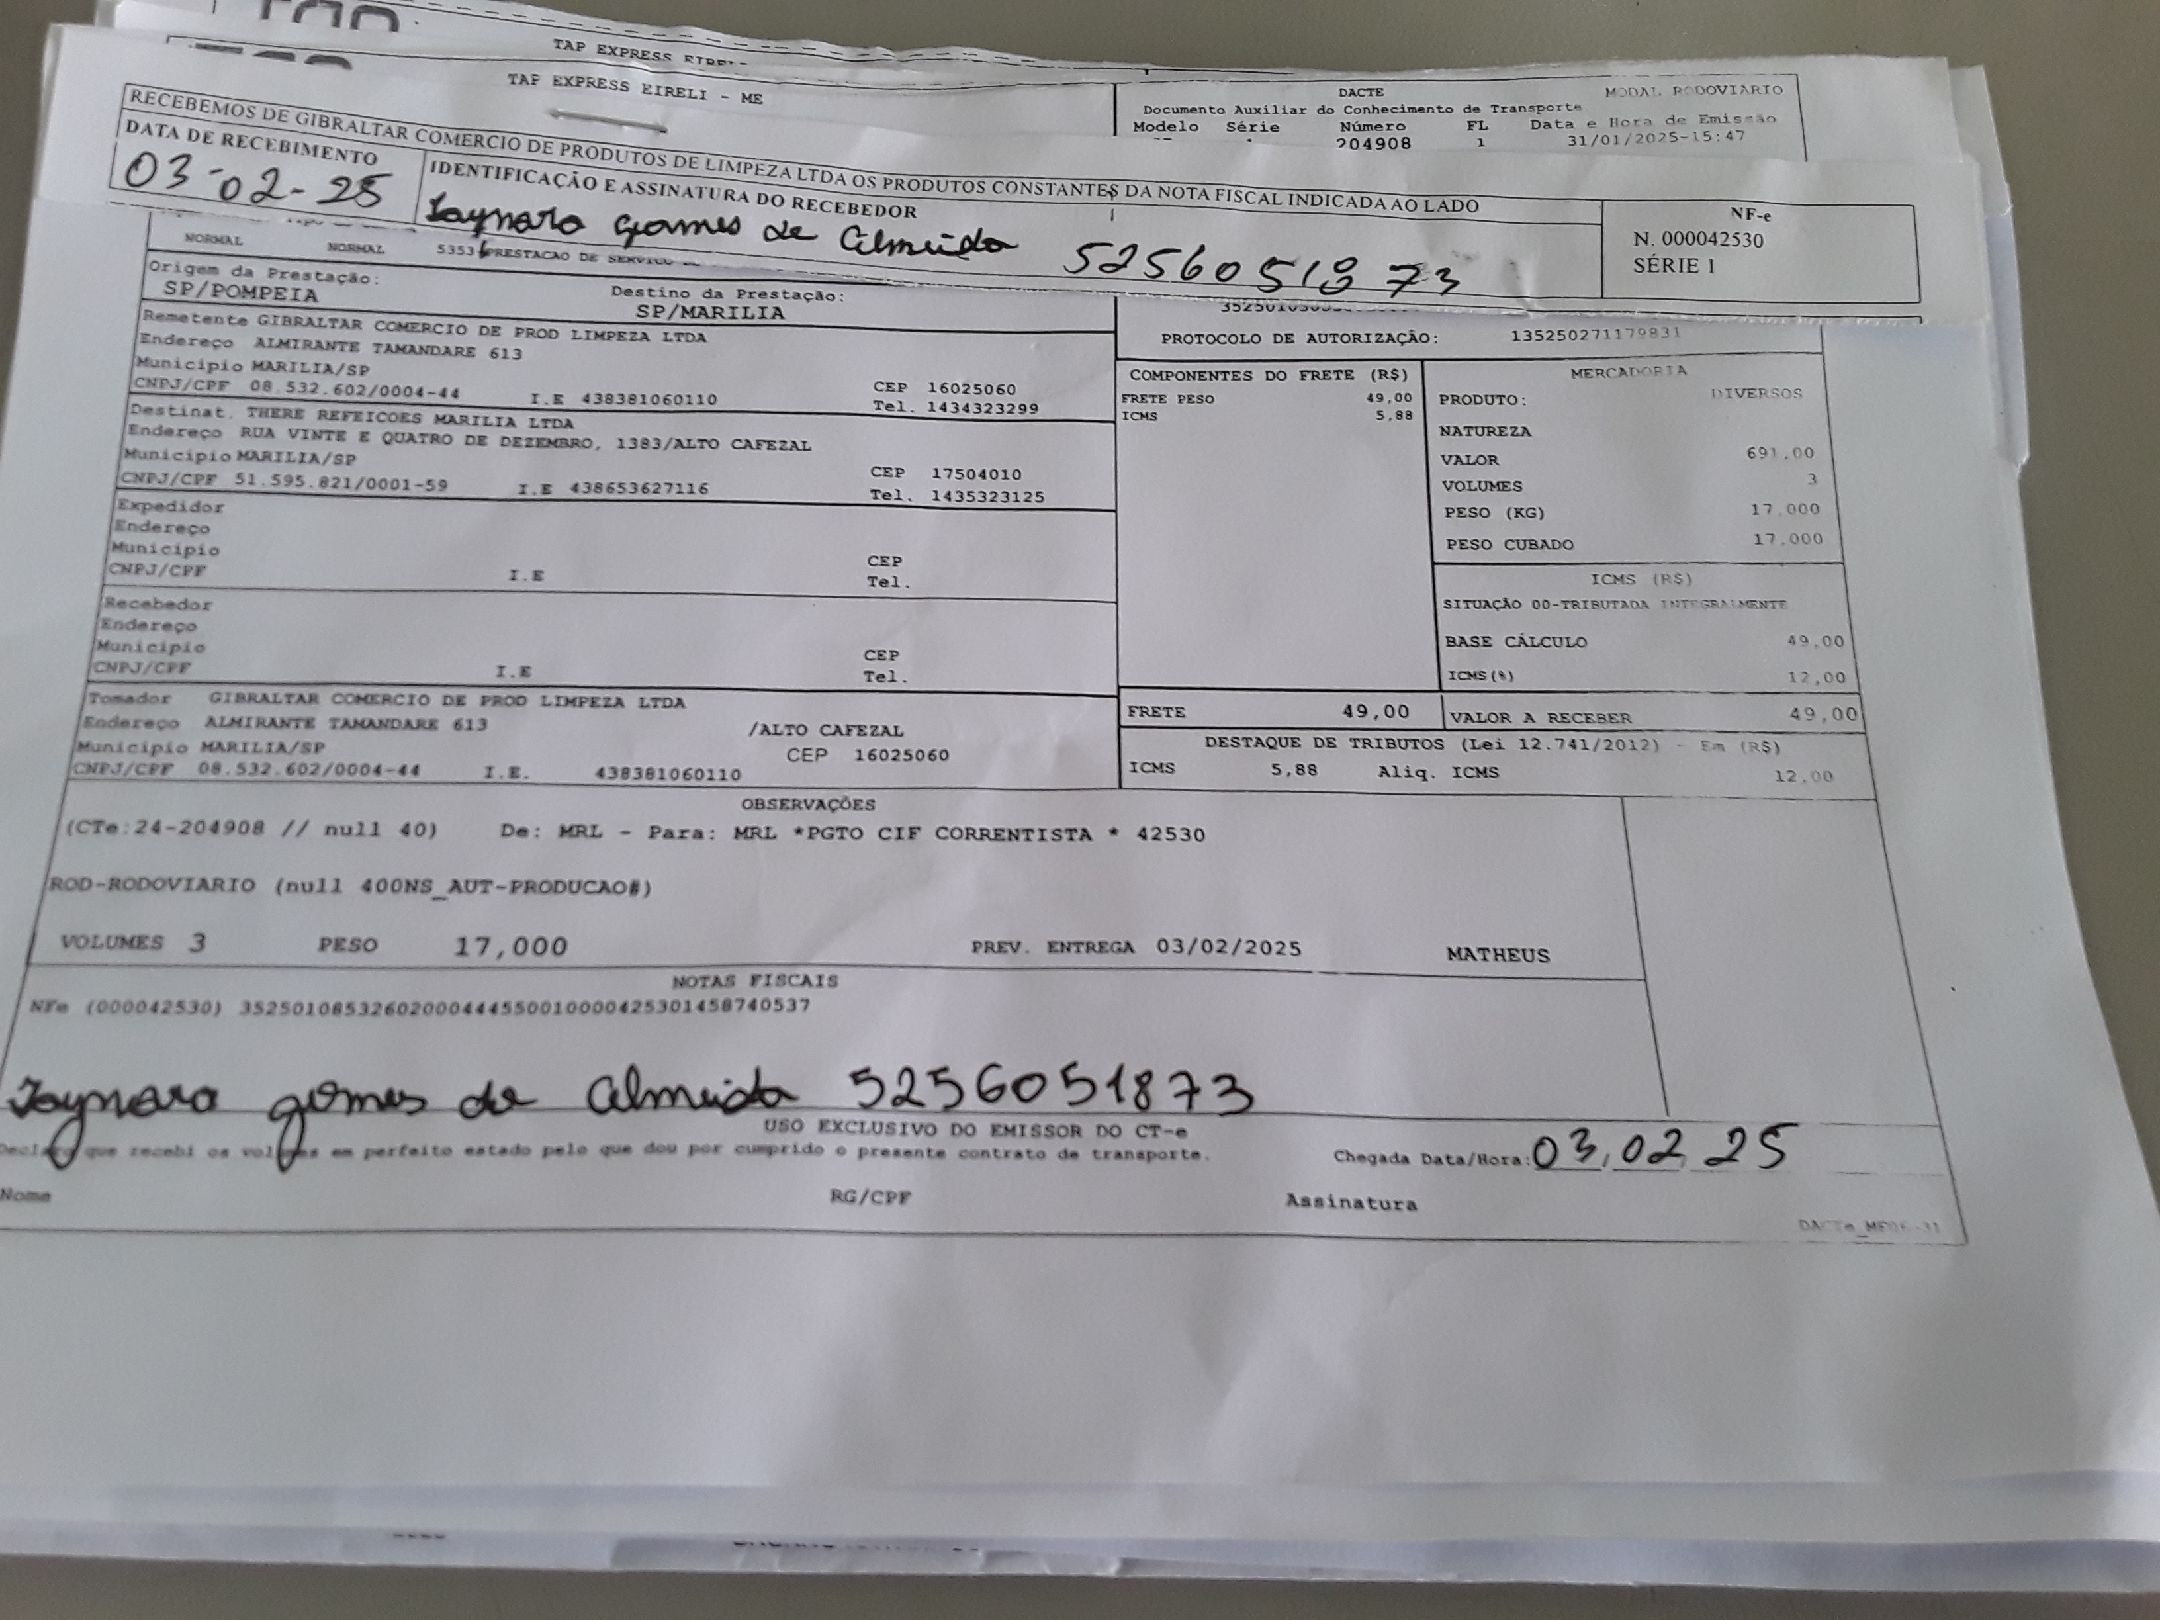 TAP EXPRESS
TAP EXPRESS EIRELI - ME
DACTE
MODAL RODOVIARIO
Documento Auxiliar do Conhecimento de Transporte
Modelo Série Número FL Data e Hora de Emissão
204908 1 31/01/2025-15:47
RECEBEMOS DE GIBRALTAR COMERCIO DE PRODUTOS DE LIMPEZA LTDA OS PRODUTOS CONSTANTES DA NOTA FISCAL INDICADA AO LADO
DATA DE RECEBIMENTO
03-02-25
IDENTIFICAÇÃO E ASSINATURA DO RECEBEDOR
Taynara Gomes de Almeida 5256051873
NF-e
N. 000042530
SÉRIE 1
NORMAL NORMAL 5353 PRESTACAO DE SERVICO
Origem da Prestação:
SP/POMPEIA
Destino da Prestação:
SP/MARILIA
Remetente GIBRALTAR COMERCIO DE PROD LIMPEZA LTDA
Endereço ALMIRANTE TAMANDARE 613
Municipio MARILIA/SP CEP 16025060
CNPJ/CPF 08.532.602/0004-44 I.E 438381060110 Tel. 1434323299
Destinat. THERE REFEICOES MARILIA LTDA
Endereço RUA VINTE E QUATRO DE DEZEMBRO, 1383/ALTO CAFEZAL
Municipio MARILIA/SP CEP 17504010
CNPJ/CPF 51.595.821/0001-59 I.E 438653627116 Tel. 1435323125
Expedidor
Endereço
Municipio CEP
CNPJ/CPF I.E Tel.
Recebedor
Endereço
Municipio CEP
CNPJ/CPF I.E Tel.
Tomador GIBRALTAR COMERCIO DE PROD LIMPEZA LTDA
Endereço ALMIRANTE TAMANDARE 613 /ALTO CAFEZAL
Municipio MARILIA/SP CEP 16025060
CNPJ/CPF 08.532.602/0004-44 I.E. 438381060110
PROTOCOLO DE AUTORIZAÇÃO: 135250271179831
COMPONENTES DO FRETE (R$)
FRETE PESO 49,00
ICMS 5,88
MERCADORIA
PRODUTO: DIVERSOS
NATUREZA
VALOR 691,00
VOLUMES 3
PESO (KG) 17,000
PESO CUBADO 17,000
ICMS (R$)
SITUAÇÃO 00-TRIBUTADA INTEGRALMENTE
BASE CÁLCULO 49,00
ICMS(%) 12,00
FRETE 49,00 VALOR A RECEBER 49,00
DESTAQUE DE TRIBUTOS (Lei 12.741/2012) - Em (R$)
ICMS 5,88 Aliq. ICMS 12,00
OBSERVAÇÕES
(CTe:24-204908 // null 40) De: MRL - Para: MRL *PGTO CIF CORRENTISTA * 42530
ROD-RODOVIARIO (null 400NS_AUT-PRODUCAO#)
VOLUMES 3 PESO 17,000 PREV. ENTREGA 03/02/2025 MATHEUS
NOTAS FISCAIS
NFe (000042530) 35250108532602000444550010000425301458740537
Taynara gomes de Almeida 5256051873
USO EXCLUSIVO DO EMISSOR DO CT-e
Declaro que recebi os volumes em perfeito estado pelo que dou por cumprido o presente contrato de transporte. Chegada Data/Hora: 03,02 25
Nome RG/CPF Assinatura